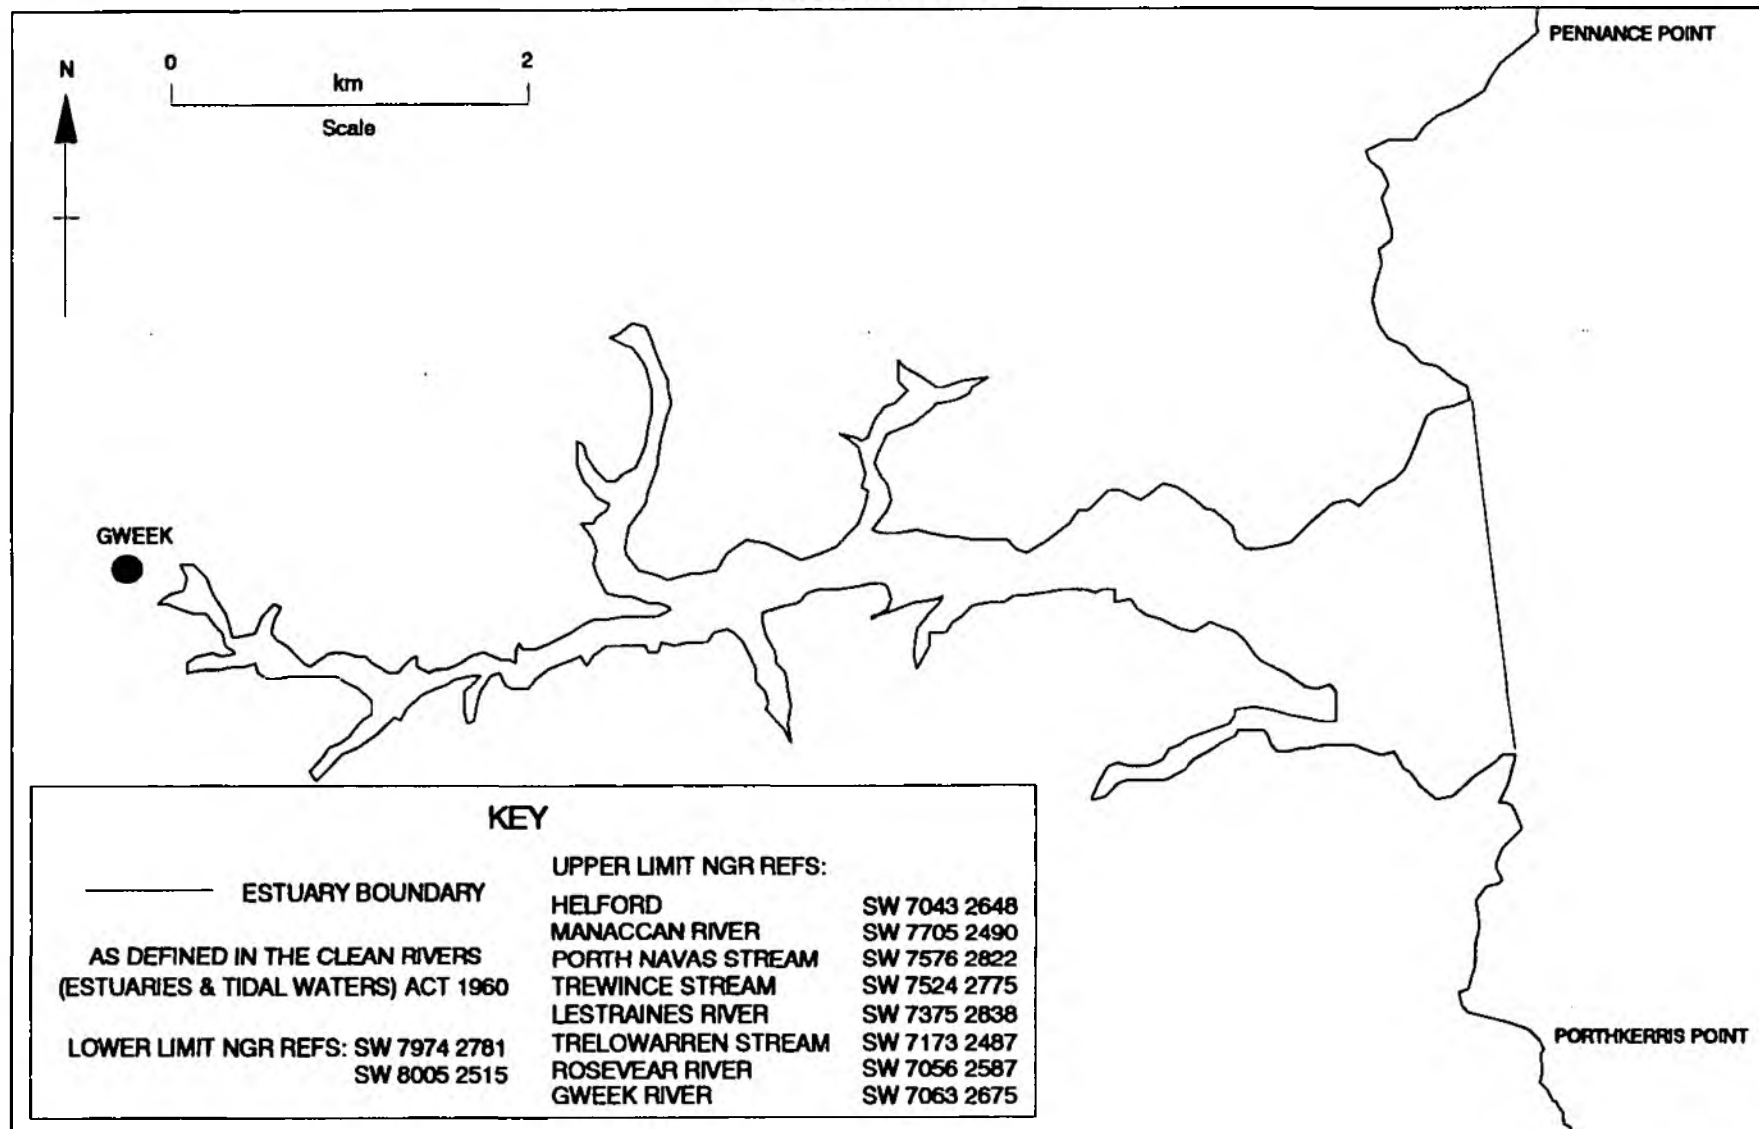 PENNANCE POINT
N
0 2
km
Scale
GWEEK
KEY
ESTUARY BOUNDARY
AS DEFINED IN THE CLEAN RIVERS
(ESTUARIES & TIDAL WATERS) ACT 1960
LOWER LIMIT NGR REFS: SW 7974 2781
SW 8005 2515
UPPER LIMIT NGR REFS:
HELFORD SW 7043 2648
MANACCAN RIVER SW 7705 2490
PORTH NAVAS STREAM SW 7576 2822
TREWINCE STREAM SW 7524 2775
LESTRAINES RIVER SW 7375 2838
TRELOWARREN STREAM SW 7173 2487
ROSEVEAR RIVER SW 7056 2587
GWEEK RIVER SW 7063 2675
PORTHKERRIS POINT